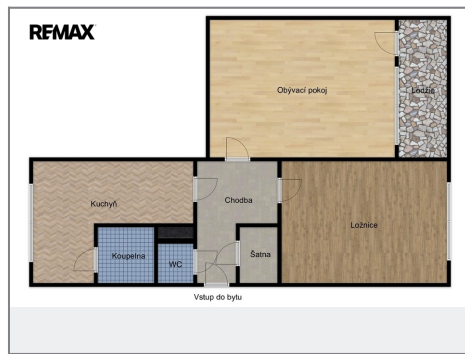 RE/MAX
Obývací pokoj
Lodžie
Kuchyň
Chodba
Ložnice
Koupelna
WC
Šatna
Vstup do bytu